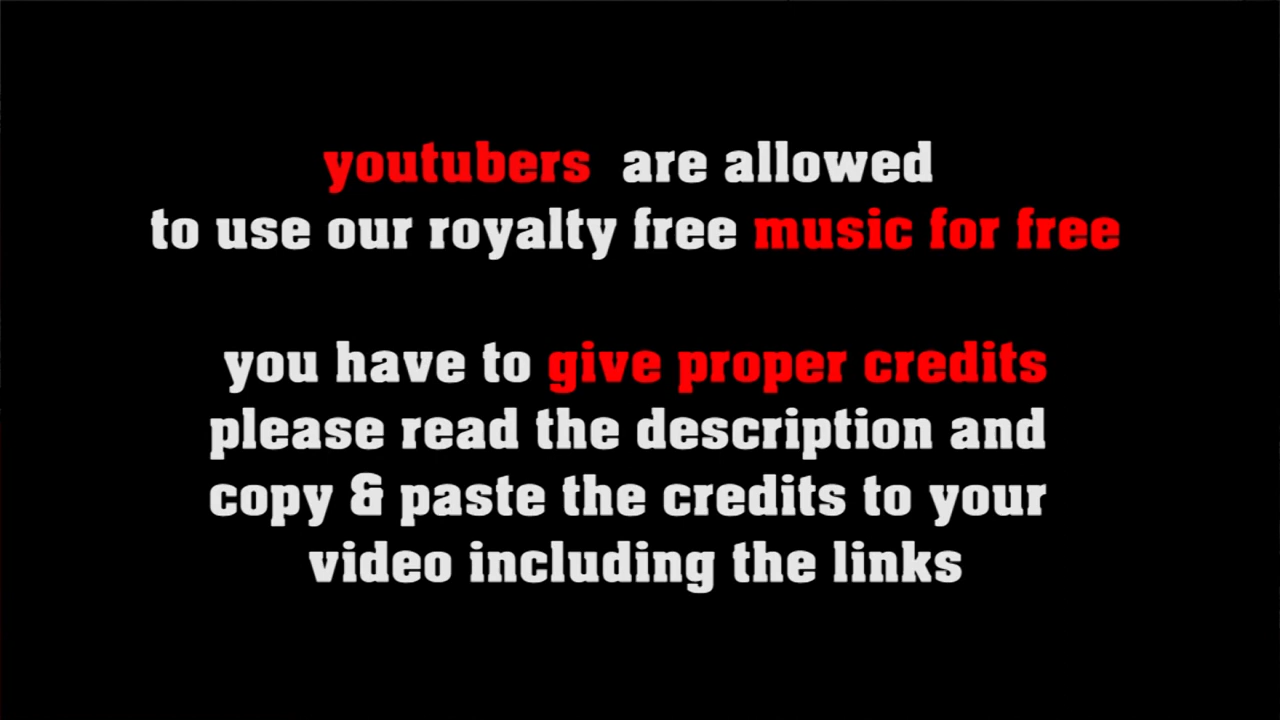 youtubers are allowed
to use our royalty free music for free
you have to give proper credits
please read the description and
copy & paste the credits to your
video including the links